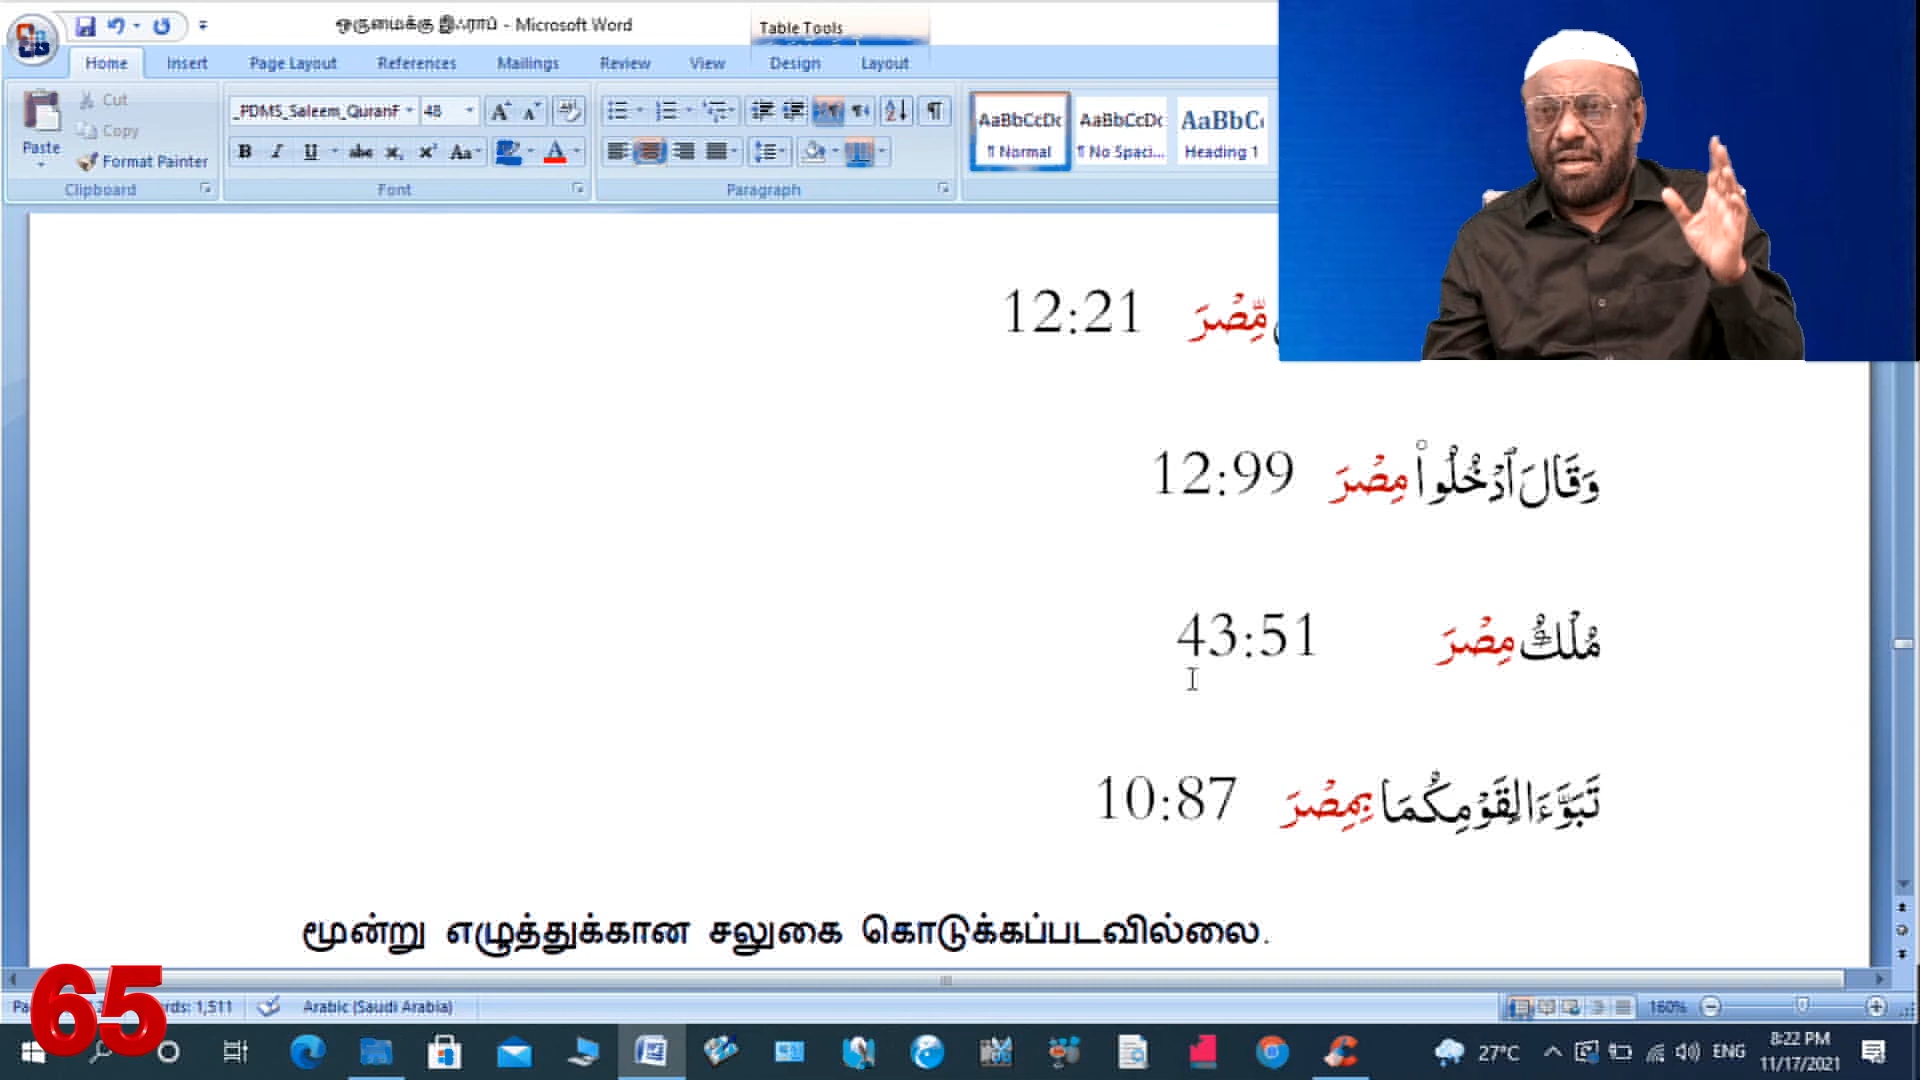 ஒருமைக்கு இஃராப் - Microsoft Word
Table Tools
Home Insert Page Layout References Mailings Review View Design Layout
Paste
Cut
Copy
Format Painter
Clipboard
_PDMS_Saleem_QuranF 48
Font
Paragraph
AaBbCcDc AaBbCcDc AaBbC
¶ Normal ¶ No Spaci... Heading 1
مِّصْرَ 12:21
وَقَالَ ٱدْخُلُوا۟ مِصْرَ 12:99
مُلْكُ مِصْرَ 43:51
تَبَوَّءَا لِقَوْمِكُمَا بِمِصْرَ 10:87
மூன்று எழுத்துக்கான சலுகை கொடுக்கப்படவில்லை.
65
1,511 Arabic (Saudi Arabia) 160%
27°C ENG 8:22 PM
11/17/2021